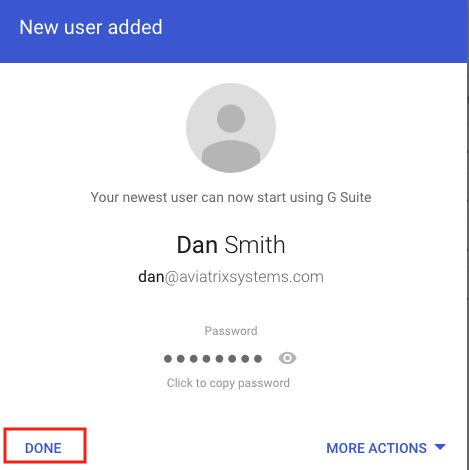 New user added
Your newest user can now start using G Suite
Dan Smith
dan@aviatrixsystems.com
Password
••••••••
Click to copy password
DONE
MORE ACTIONS